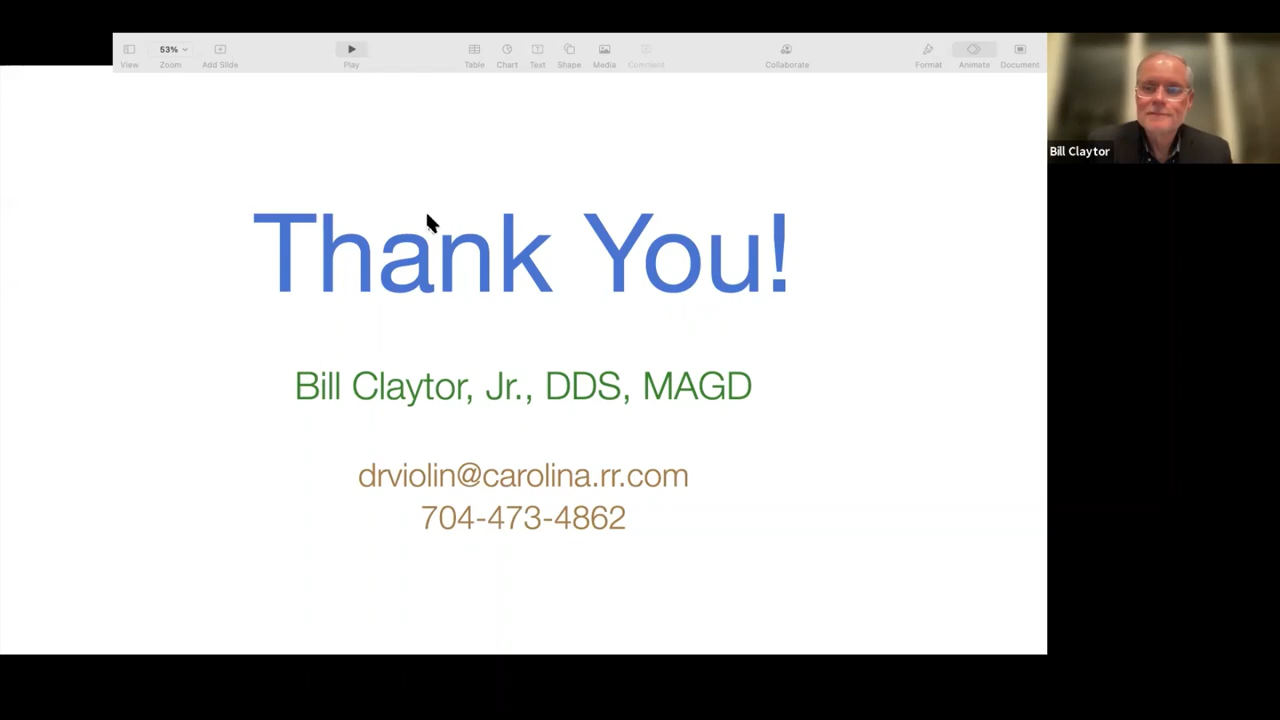 53%
View
Zoom
Add Slide
Play
Table
Chart
Text
Shape
Media
Comment
Collaborate
Format
Animate
Document
Bill Claytor
Thank You!
Bill Claytor, Jr., DDS, MAGD
drviolin@carolina.rr.com
704-473-4862